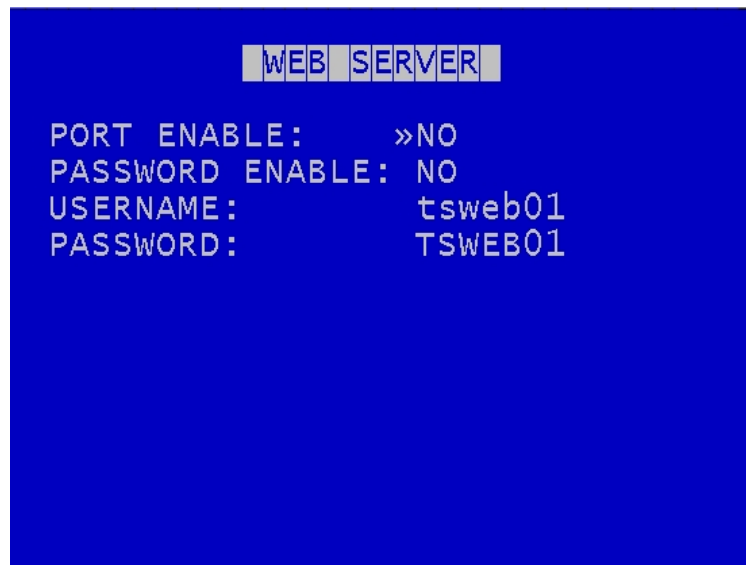 WEB SERVER
PORT ENABLE: »NO
PASSWORD ENABLE: NO
USERNAME: tsweb01
PASSWORD: TSWEB01